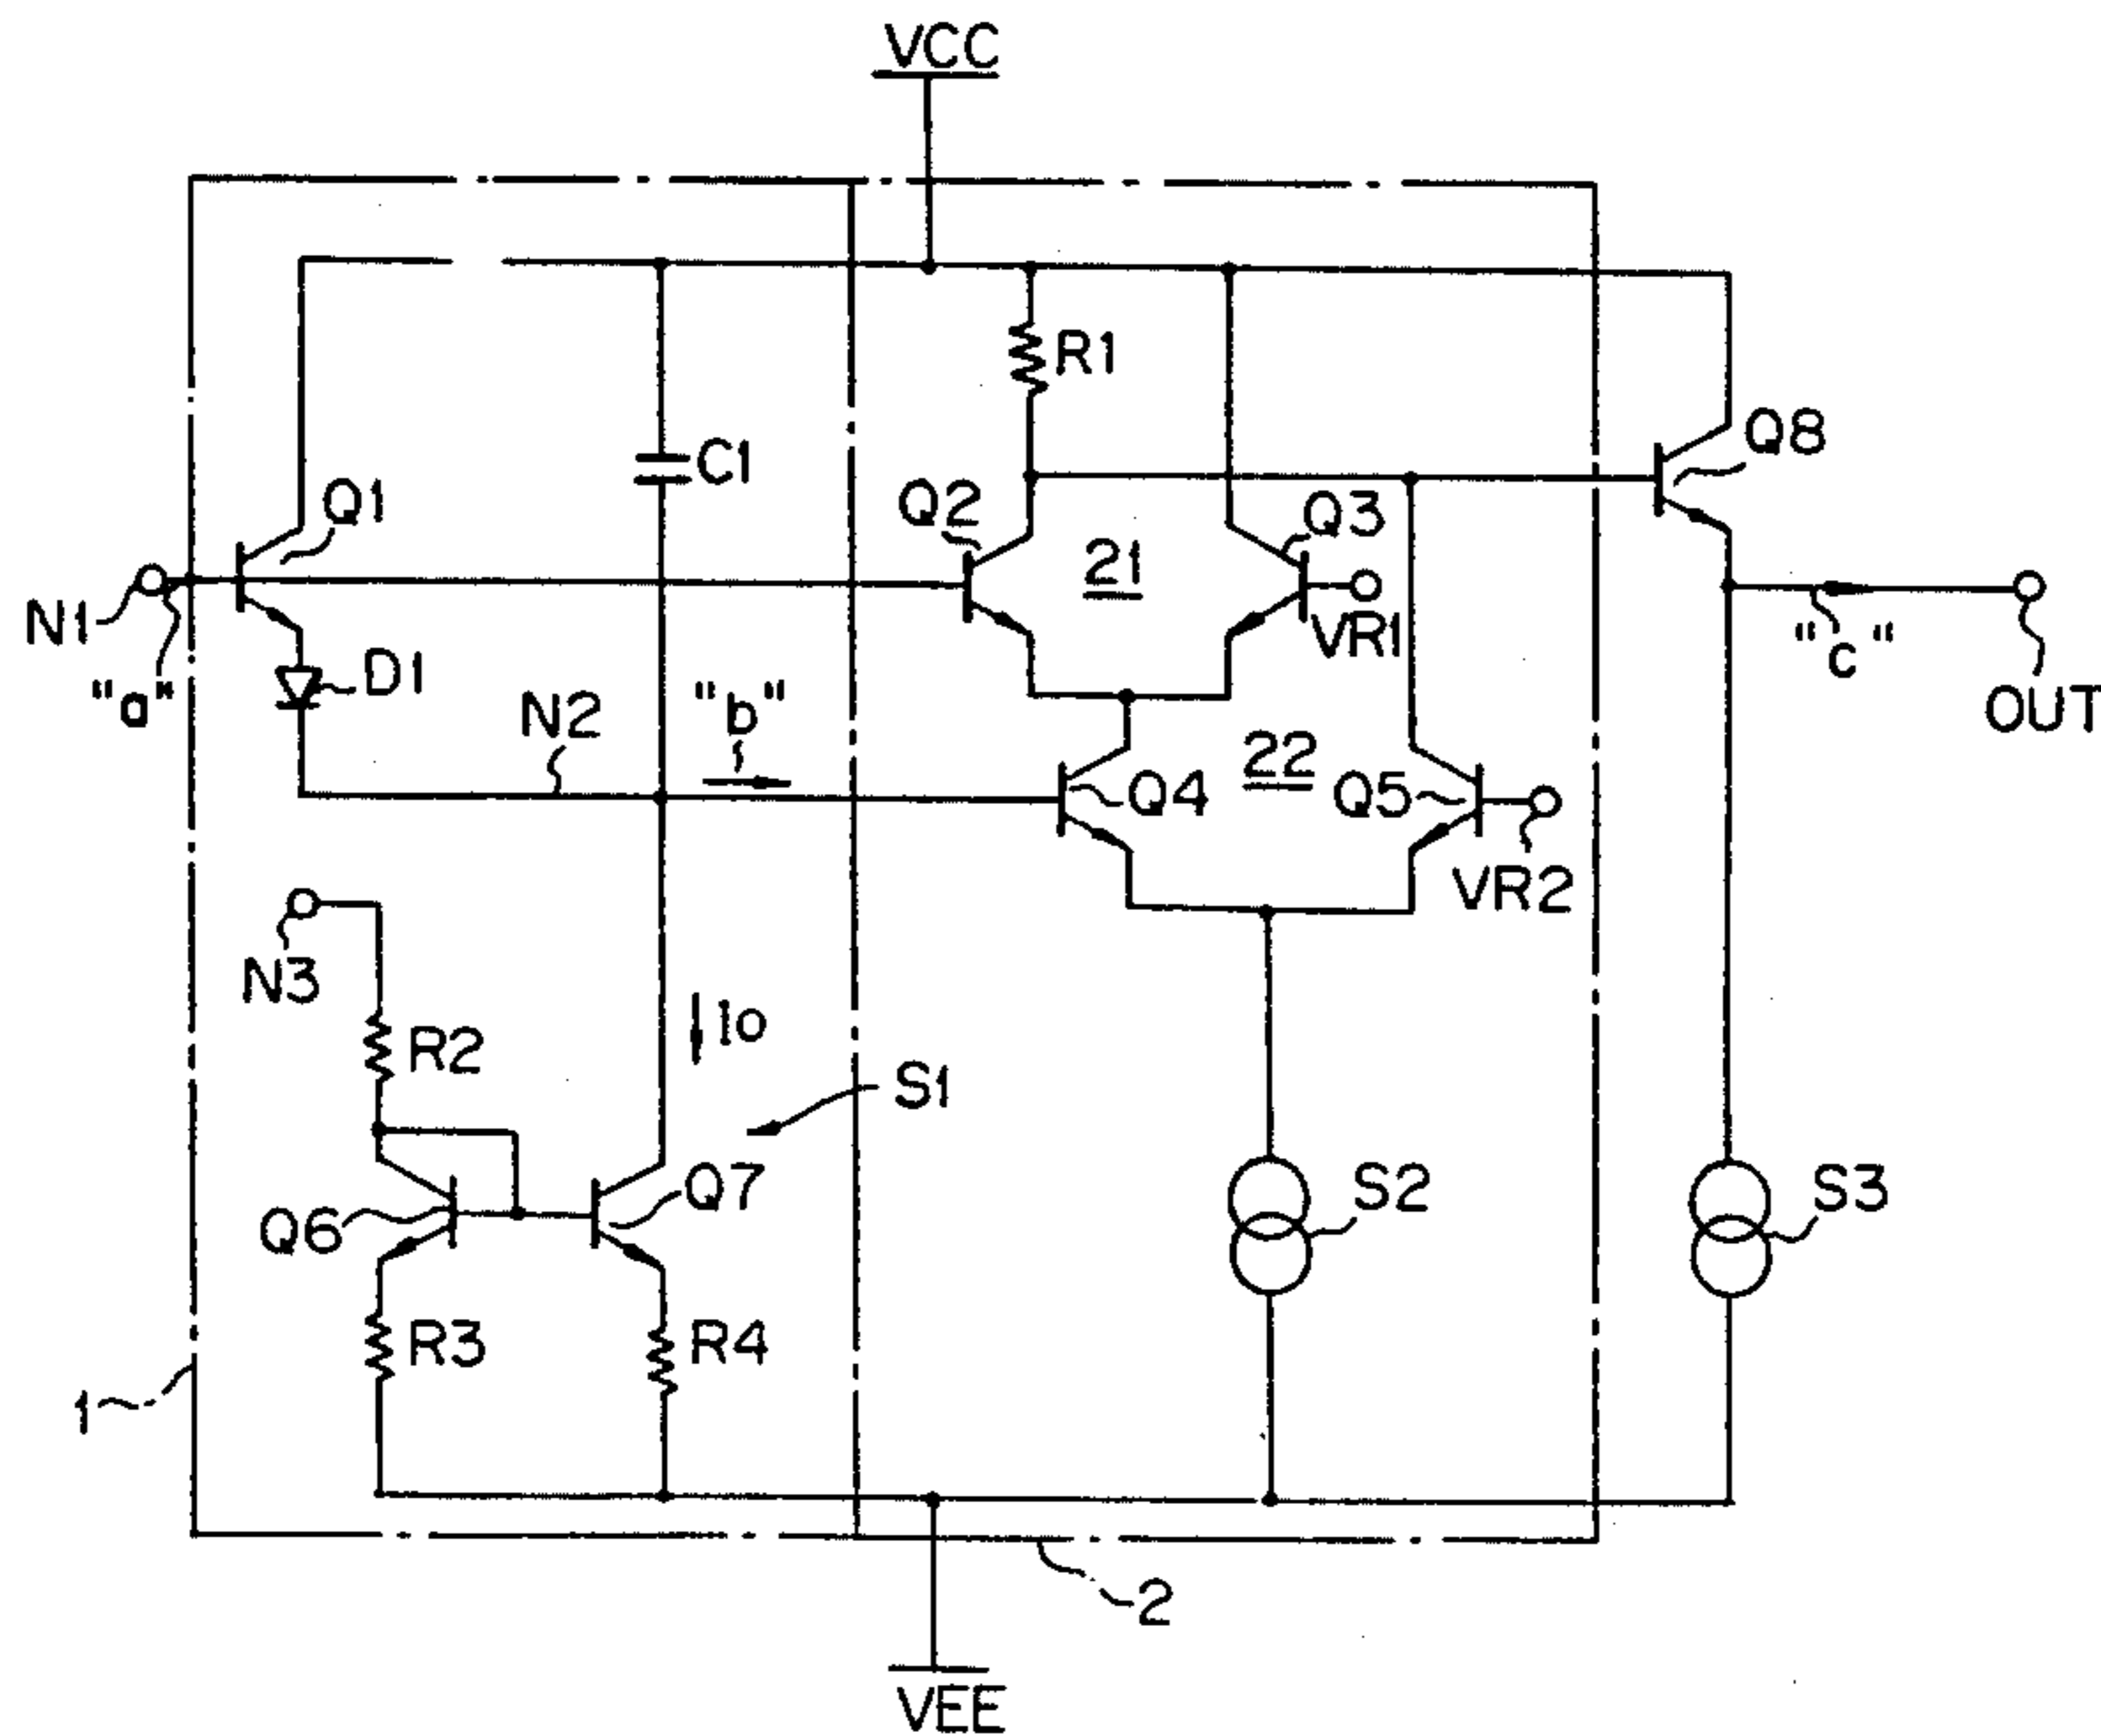 VCC
R1
Q8
C1
Q1
Q2
Q3
21
N1
VR1
"a"
D1
"b"
"c"
N2
OUT
22
Q4
Q5
VR2
N3
Io
R2
S1
Q7
S2
S3
Q6
R3
R4
1
2
VEE